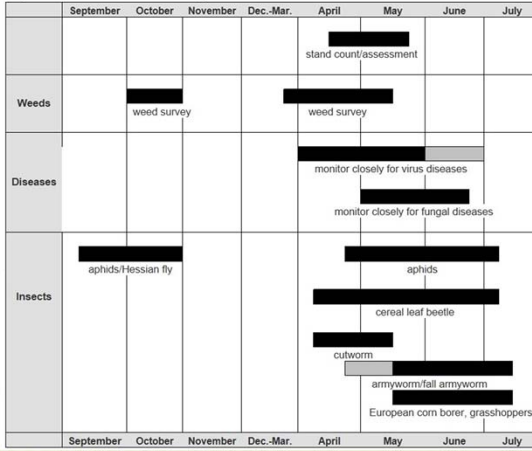 September October November Dec.-Mar. April May June July
stand count/assessment
Weeds
weed survey weed survey
monitor closely for virus diseases
Diseases
monitor closely for fungal diseases
aphids/Hessian fly aphids
Insects
cereal leaf beetle
cutworm
armyworm/fall armyworm
European corn borer, grasshoppers
September October November Dec.-Mar. April May June July